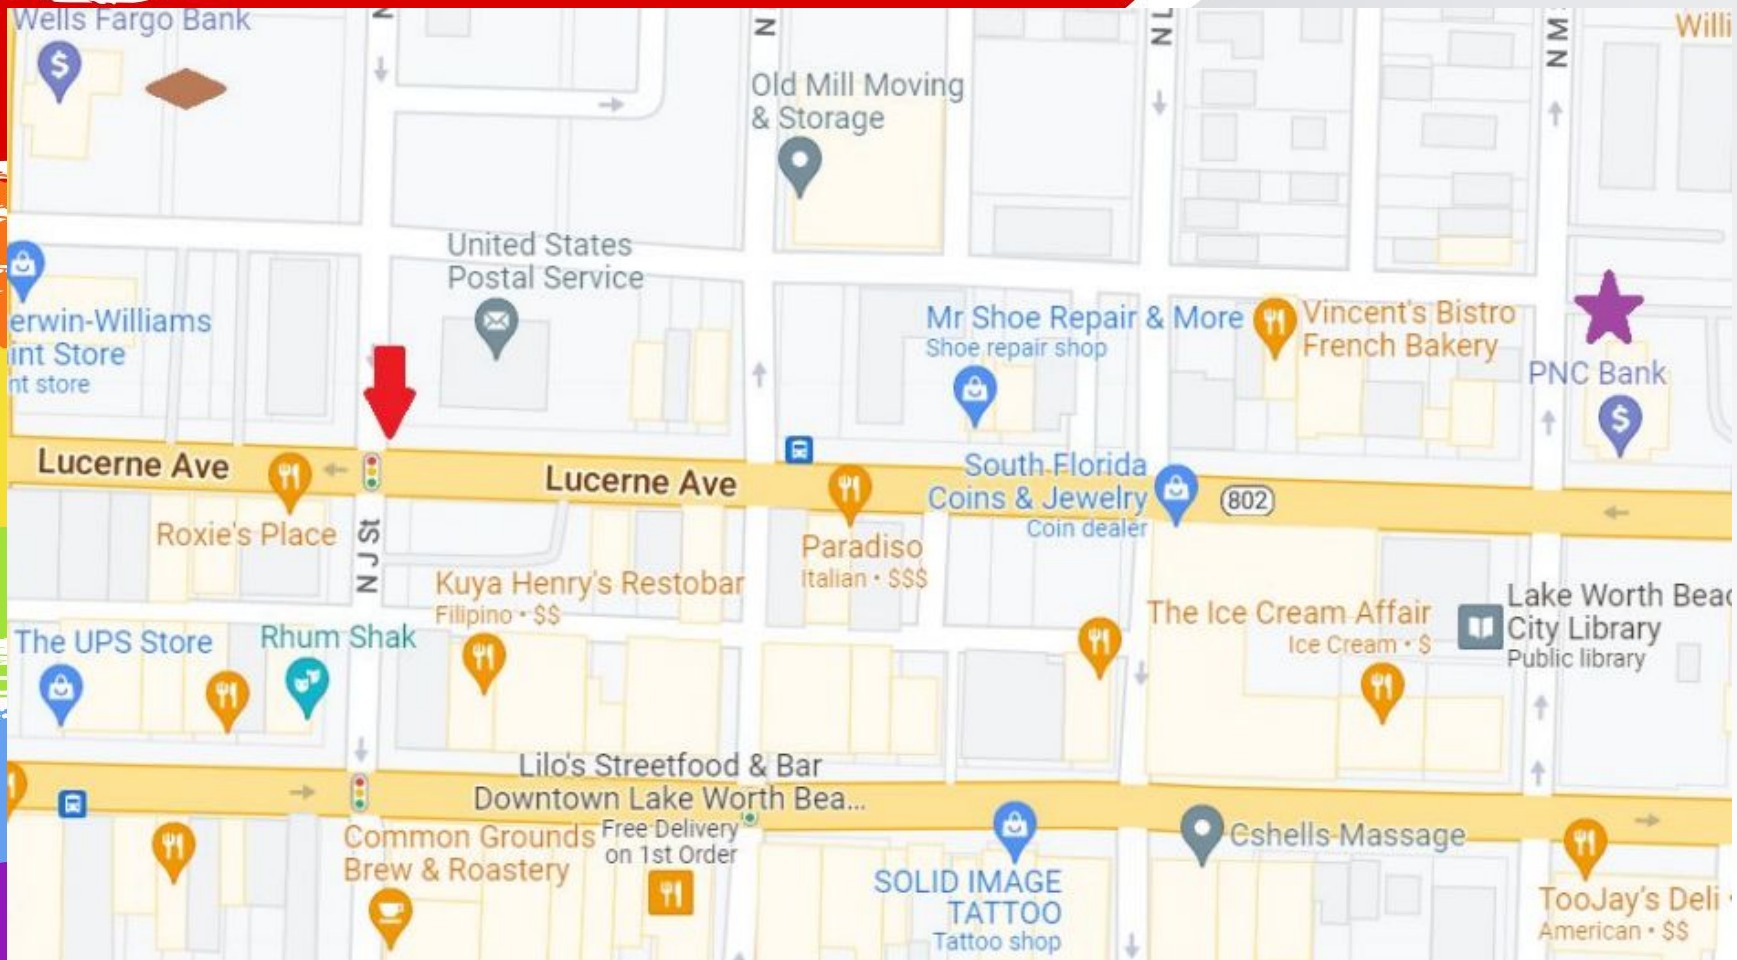 Wells Fargo Bank
N
N L
N M
Willi
Old Mill Moving
& Storage
United States
Postal Service
erwin-Williams
int Store
nt store
Mr Shoe Repair & More
Shoe repair shop
Vincent's Bistro
French Bakery
PNC Bank
Lucerne Ave
Lucerne Ave
South Florida
Coins & Jewelry
Coin dealer
802
Roxie's Place
N J St
Paradiso
Italian • $$$
Kuya Henry's Restobar
Filipino • $$
The Ice Cream Affair
Ice Cream • $
Lake Worth Beac
City Library
Public library
The UPS Store
Rhum Shak
Lilo's Streetfood & Bar
Downtown Lake Worth Bea...
Free Delivery
on 1st Order
Common Grounds
Brew & Roastery
SOLID IMAGE
TATTOO
Tattoo shop
Cshells Massage
TooJay's Deli •
American • $$